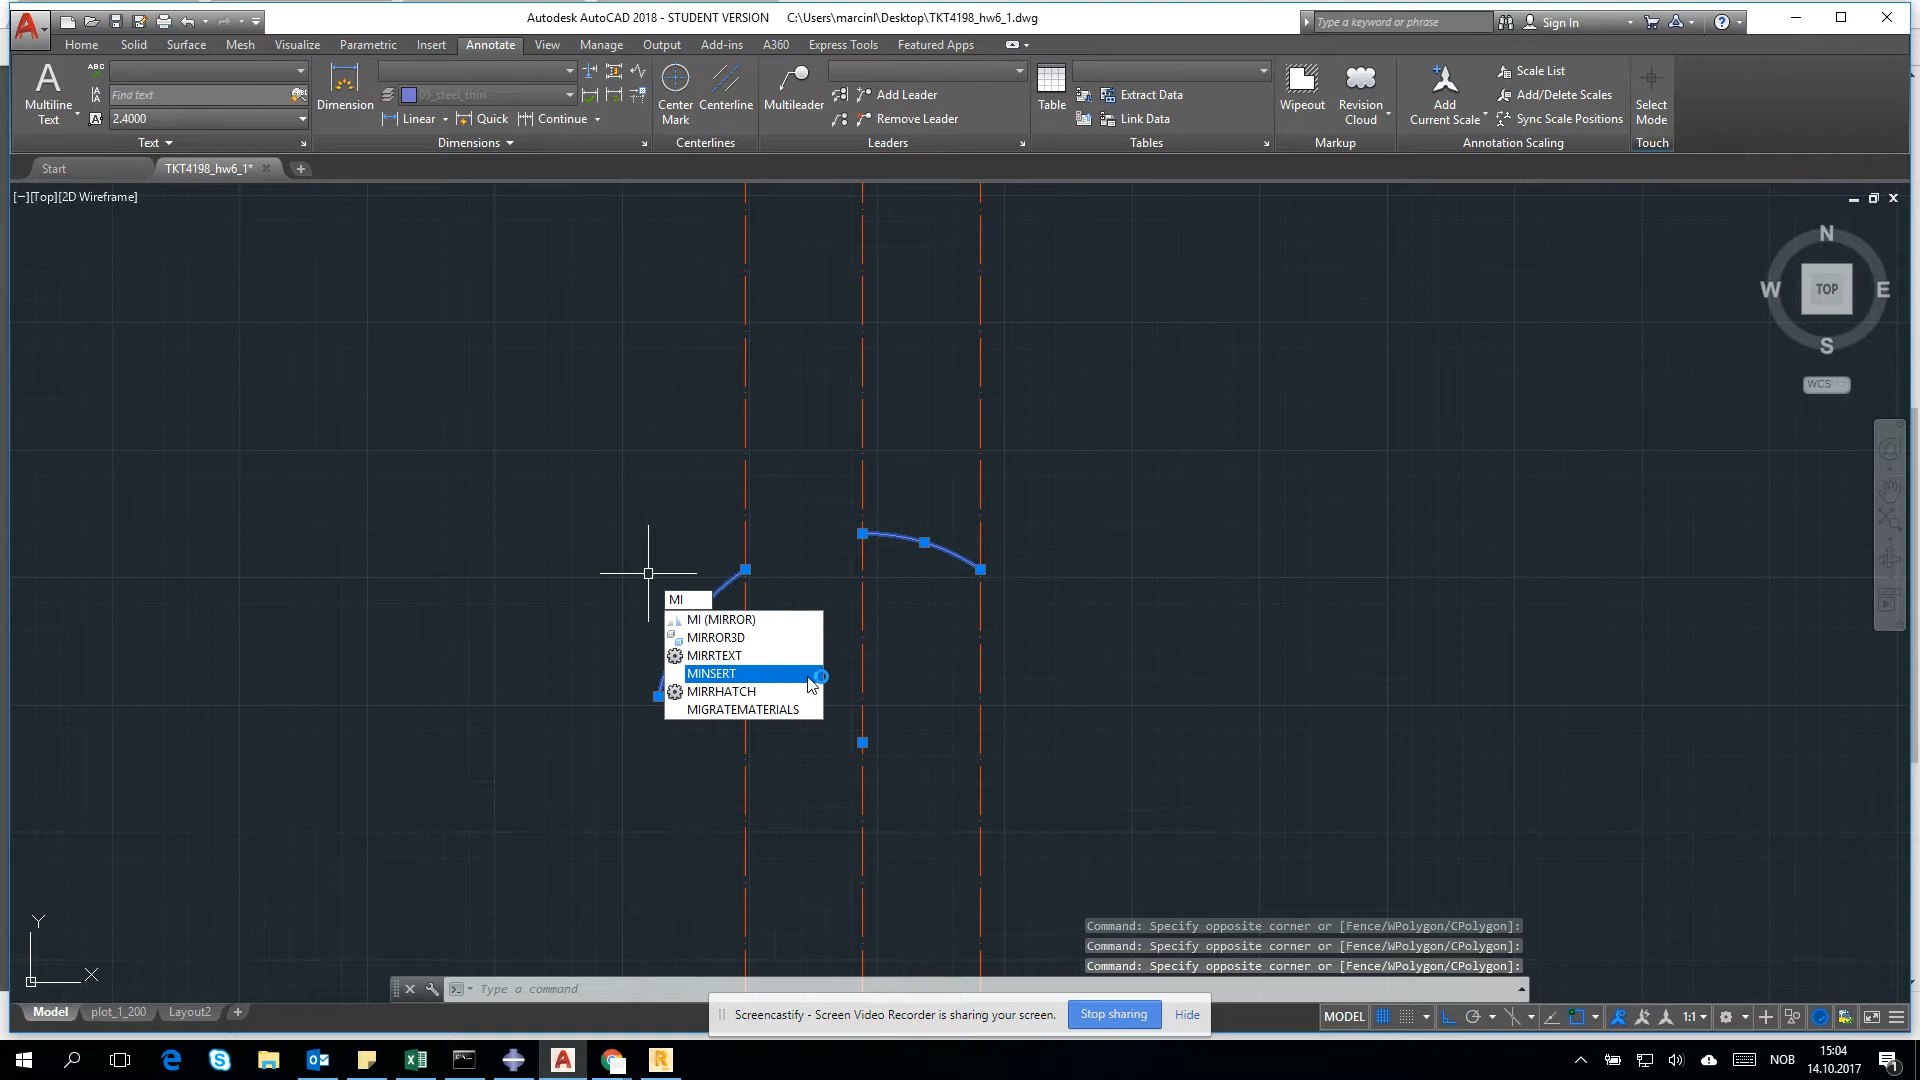 Autodesk AutoCAD 2018 - STUDENT VERSION C:\Users\marcinl\Desktop\TKT4198_hw6_1.dwg
Type a keyword or phrase
Sign In
Home Solid Surface Mesh Visualize Parametric Insert Annotate View Manage Output Add-ins A360 Express Tools Featured Apps
Multiline
Text
ABC
Find text
2.4000
Text
Dimension
05_steel_thin
Linear Quick Continue
Dimensions
Center
Mark
Centerline
Centerlines
Multileader
Add Leader
Remove Leader
Leaders
Table
Extract Data
Link Data
Tables
Wipeout
Revision
Cloud
Markup
Add
Current Scale
Scale List
Add/Delete Scales
Sync Scale Positions
Annotation Scaling
Select
Mode
Touch
Start TKT4198_hw6_1*
[−][Top][2D Wireframe]
N
W TOP E
S
WCS
MI
MI (MIRROR)
MIRROR3D
MIRRTEXT
MINSERT
MIRRHATCH
MIGRATEMATERIALS
Y
X
Command: Specify opposite corner or [Fence/WPolygon/CPolygon]:
Command: Specify opposite corner or [Fence/WPolygon/CPolygon]:
Command: Specify opposite corner or [Fence/WPolygon/CPolygon]:
Type a command
Model plot_1_200 Layout2
Screencastify - Screen Video Recorder is sharing your screen. Stop sharing Hide
MODEL 1:1
NOB
15:04
14.10.2017
1